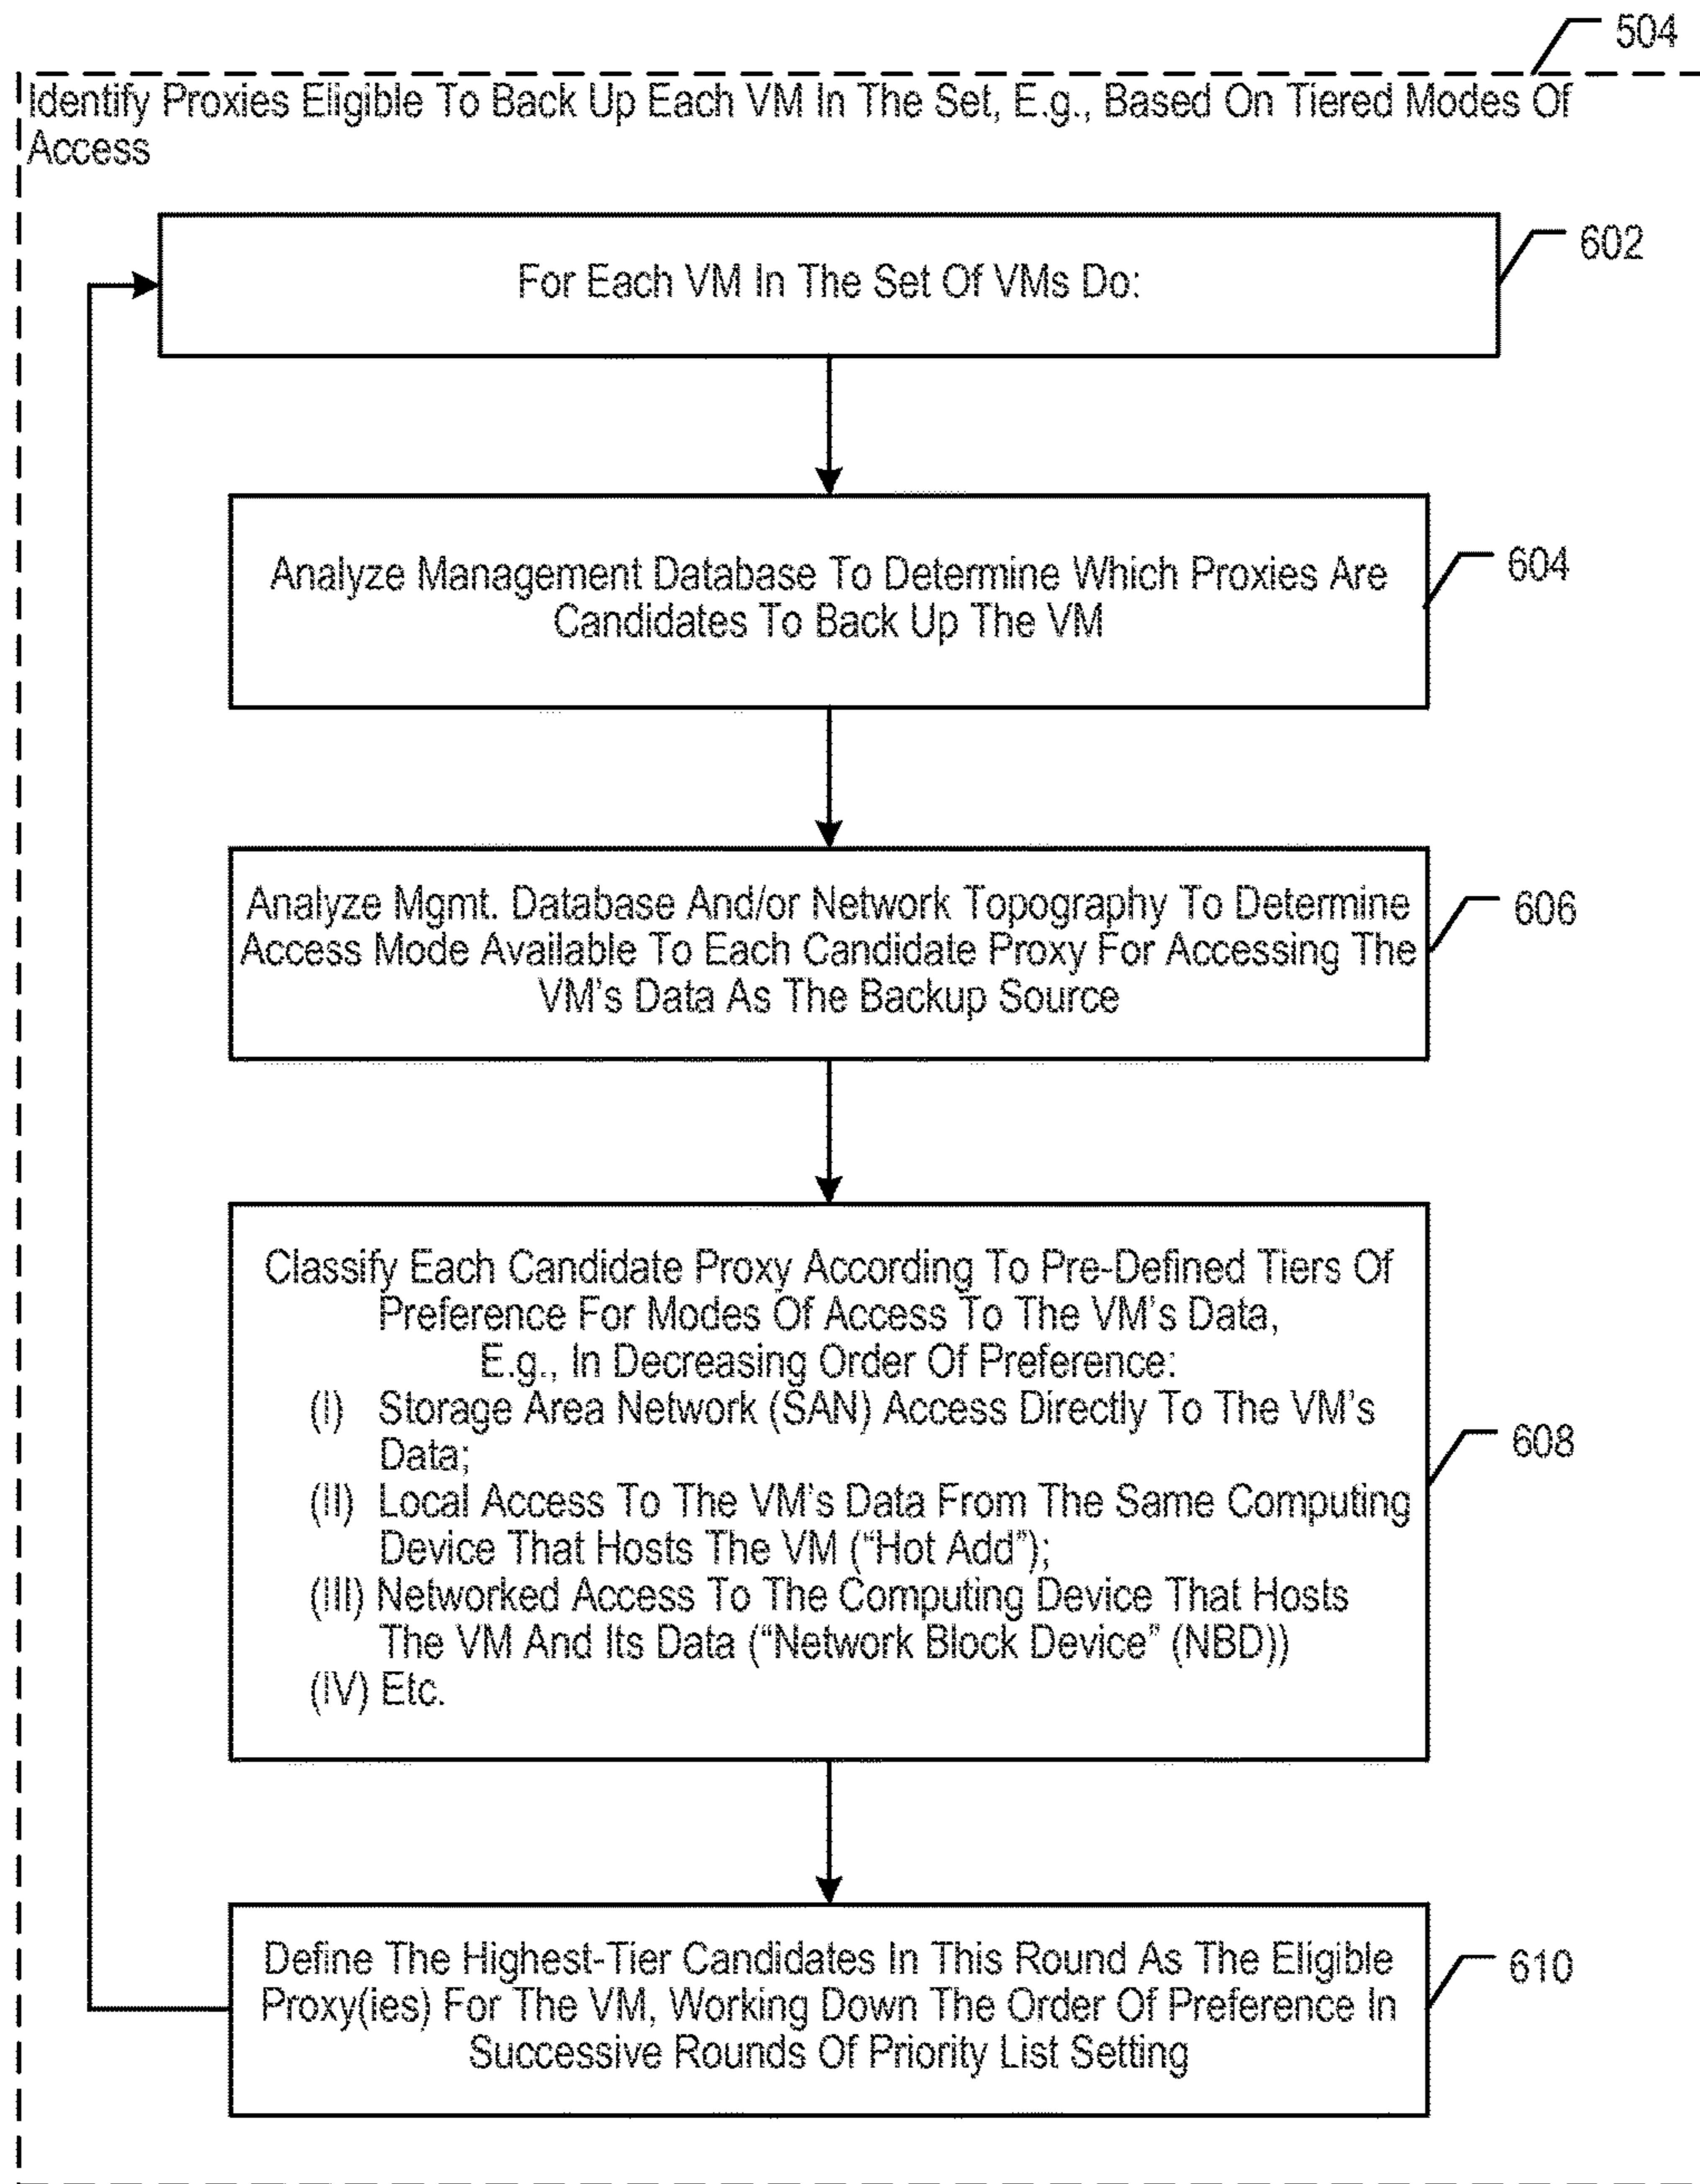 504
Identify Proxies Eligible To Back Up Each VM In The Set, E.g., Based On Tiered Modes Of
Access
602
For Each VM In The Set Of VMs Do:
604
Analyze Management Database To Determine Which Proxies Are
Candidates To Back Up The VM
606
Analyze Mgmt. Database And/or Network Topography To Determine
Access Mode Available To Each Candidate Proxy For Accessing The
VM's Data As The Backup Source
Classify Each Candidate Proxy According To Pre-Defined Tiers Of
Preference For Modes Of Access To The VM's Data,
E.g., In Decreasing Order Of Preference:
(I) Storage Area Network (SAN) Access Directly To The VM's
Data;
608
(II) Local Access To The VM's Data From The Same Computing
Device That Hosts The VM ("Hot Add");
(III) Networked Access To The Computing Device That Hosts
The VM And Its Data ("Network Block Device" (NBD))
(IV) Etc.
610
Define The Highest-Tier Candidates In This Round As The Eligible
Proxy(ies) For The VM, Working Down The Order Of Preference In
Successive Rounds Of Priority List Setting